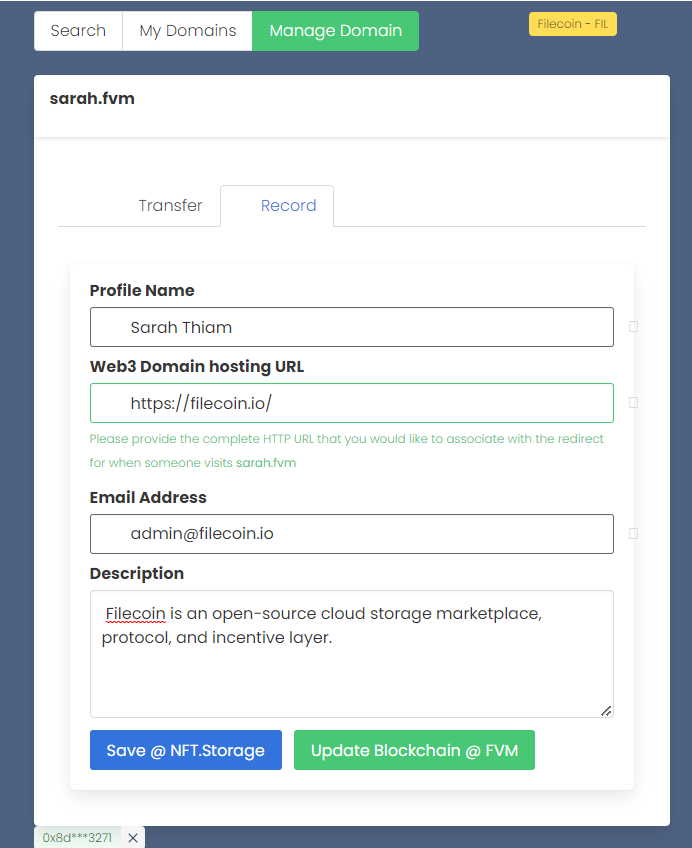 Search My Domains Manage Domain Filecoin - FIL
sarah.fvm
Transfer Record
Profile Name
Sarah Thiam
Web3 Domain hosting URL
https://filecoin.io/
Please provide the complete HTTP URL that you would like to associate with the redirect
for when someone visits sarah.fvm
Email Address
admin@filecoin.io
Description
Filecoin is an open-source cloud storage marketplace,
protocol, and incentive layer.
Save @ NFT.Storage Update Blockchain @ FVM
0x8d***3271